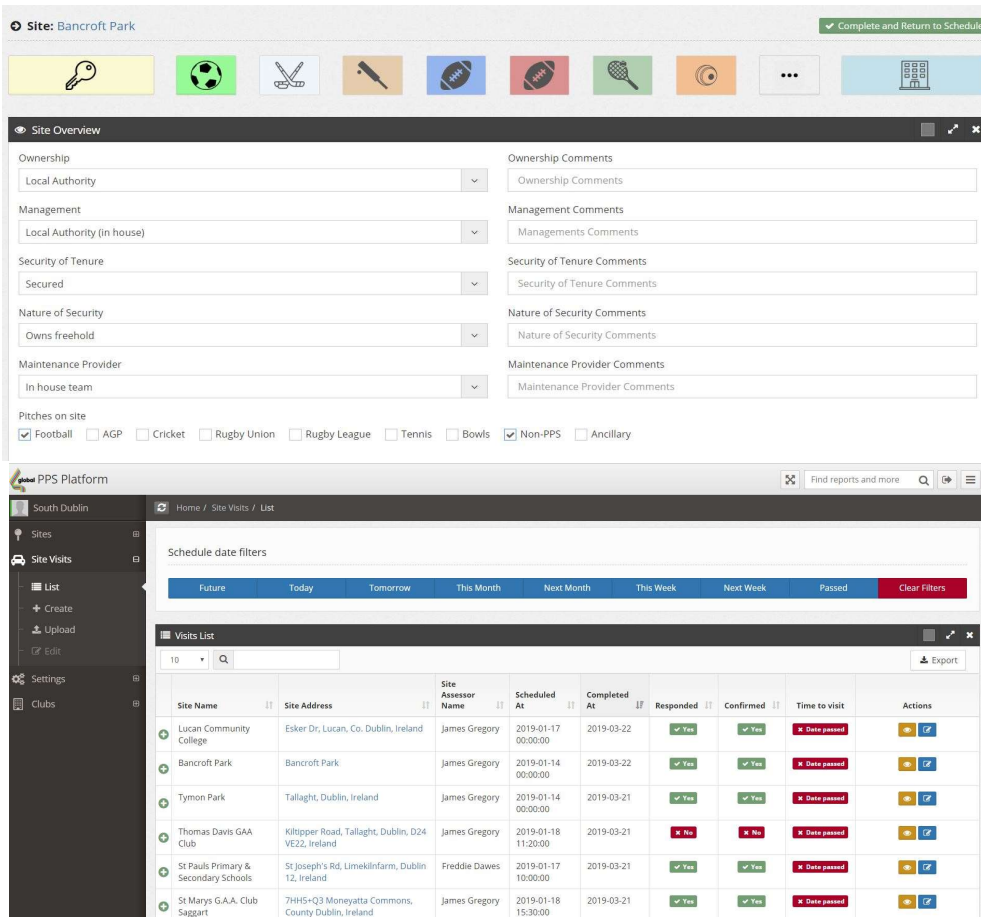 Site: Bancroft Park
Complete and Return to Schedule
Site Overview
Ownership
Ownership Comments
Local Authority
Ownership Comments
Management
Management Comments
Local Authority (in house)
Managements Comments
Security of Tenure
Security of Tenure Comments
Secured
Security of Tenure Comments
Nature of Security
Nature of Security Comments
Owns freehold
Nature of Security Comments
Maintenance Provider
Maintenance Provider Comments
In house team
Maintenance Provider Comments
Pitches on site
Football AGP Cricket Rugby Union Rugby League Tennis Bowls Non-PPS Ancillary
global PPS Platform
Find reports and more
South Dublin
Home / Site Visits / List
Sites
Site Visits
List
Create
Upload
Edit
Settings
Clubs
Schedule date filters
Future Today Tomorrow This Month Next Month This Week Next Week Passed Clear Filters
Visits List
10
Export
Site Name
Site Address
Site
Assessor
Name
Scheduled
At
Completed
At
Responded
Confirmed
Time to visit
Actions
Lucan Community Esker Dr, Lucan, Co. Dublin, Ireland James Gregory 2019-01-17 2019-03-22 Yes Yes Date passed
College 00:00:00
Bancroft Park Bancroft Park James Gregory 2019-01-14 2019-03-22 Yes Yes Date passed
00:00:00
Tymon Park Tallaght, Dublin, Ireland James Gregory 2019-01-14 2019-03-21 Yes Yes Date passed
00:00:00
Thomas Davis GAA Kiltipper Road, Tallaght, Dublin, D24 James Gregory 2019-01-18 2019-03-21 No No Date passed
Club VE22, Ireland 11:20:00
St Pauls Primary & St Joseph's Rd, Limekilnfarm, Dublin Freddie Dawes 2019-01-17 2019-03-21 Yes Yes Date passed
Secondary Schools 12, Ireland 10:00:00
St Marys G.A.A. Club 7HHS+Q3 Moneyatta Commons, James Gregory 2019-01-18 2019-03-21 Yes Yes Date passed
Saggart County Dublin, Ireland 15:30:00